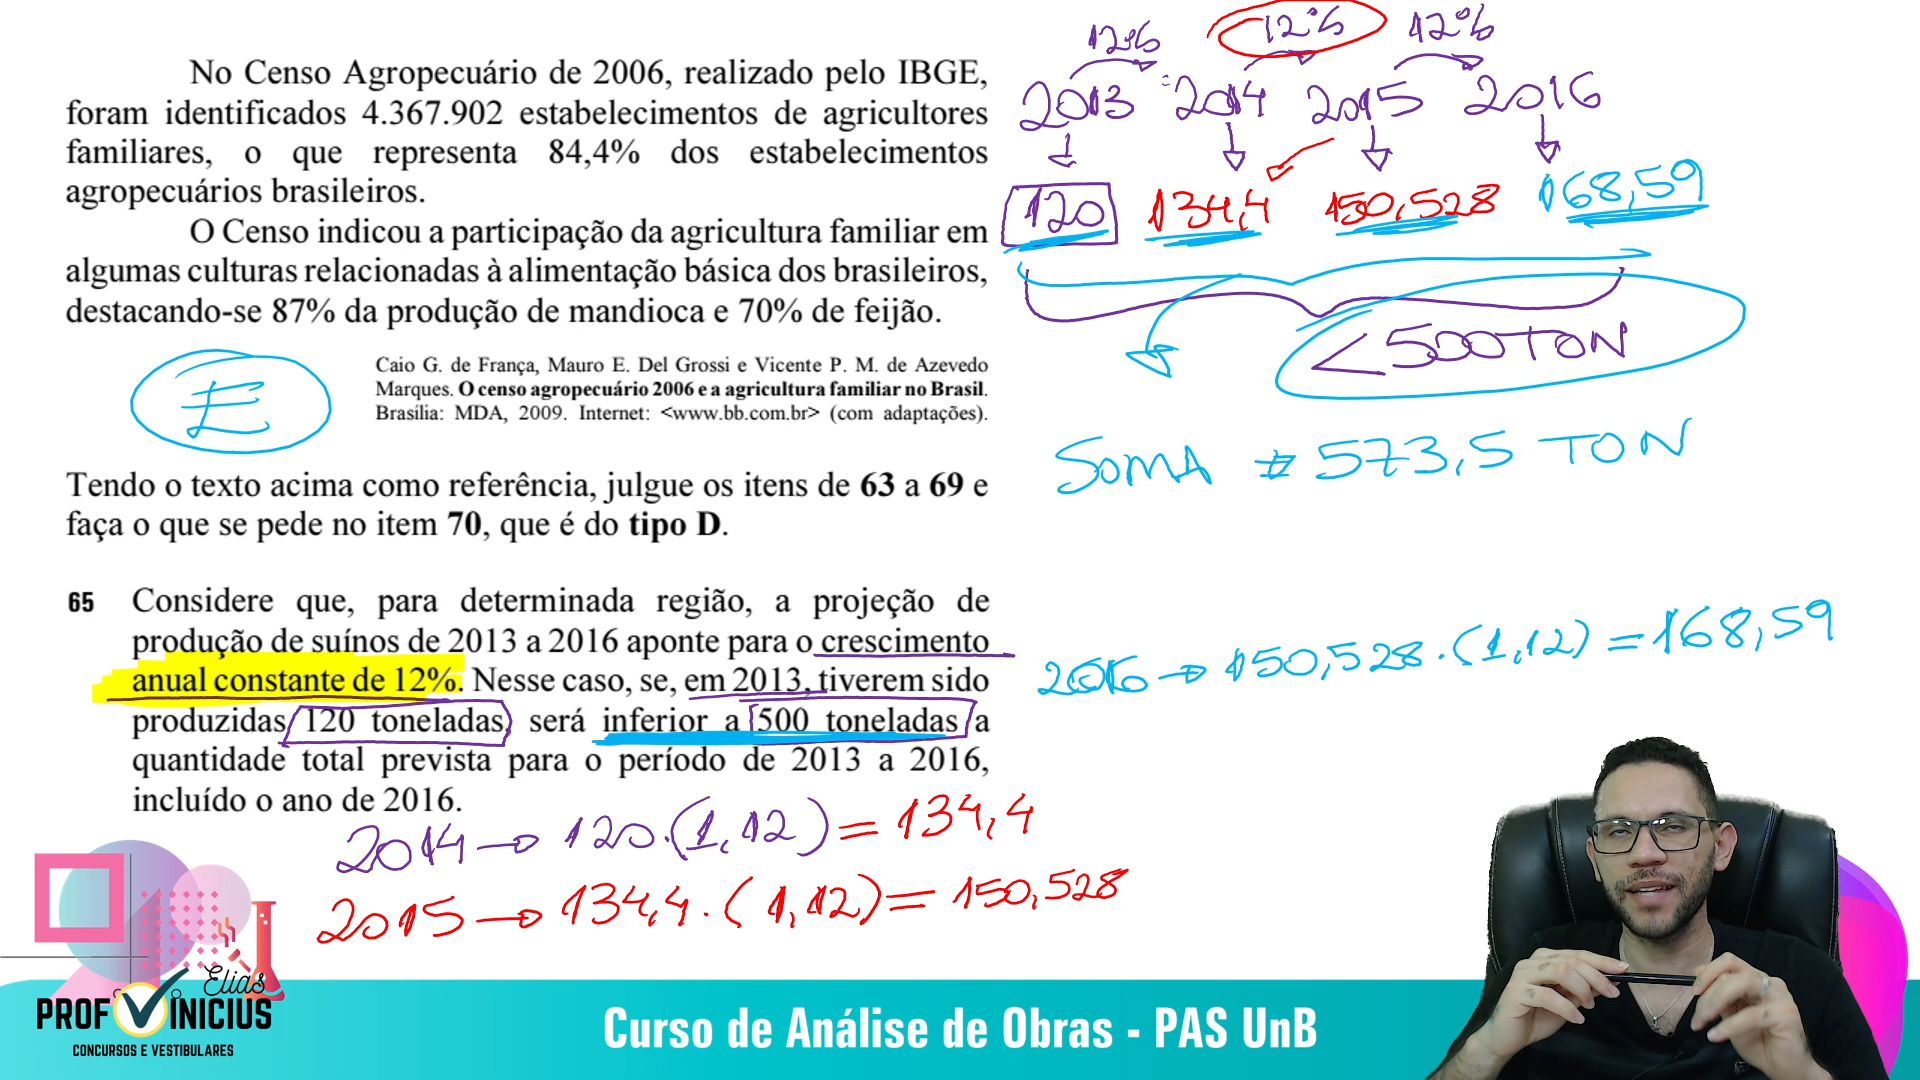 No Censo Agropecuário de 2006, realizado pelo IBGE,
foram identificados 4.367.902 estabelecimentos de agricultores
familiares, o que representa 84,4% dos estabelecimentos
agropecuários brasileiros.
O Censo indicou a participação da agricultura familiar em
algumas culturas relacionadas à alimentação básica dos brasileiros,
destacando-se 87% da produção de mandioca e 70% de feijão.
Caio G. de França, Mauro E. Del Grossi e Vicente P. M. de Azevedo
Marques. O censo agropecuário 2006 e a agricultura familiar no Brasil.
Brasília: MDA, 2009. Internet: <www.bb.com.br> (com adaptações).
E
Tendo o texto acima como referência, julgue os itens de 63 a 69 e
faça o que se pede no item 70, que é do tipo D.
65 Considere que, para determinada região, a projeção de
produção de suínos de 2013 a 2016 aponte para o crescimento
anual constante de 12%. Nesse caso, se, em 2013, tiverem sido
produzidas 120 toneladas, será inferior a 500 toneladas a
quantidade total prevista para o período de 2013 a 2016,
incluído o ano de 2016.
2014 → 120.(1,12) = 134,4
2015 → 134,4.(1,12) = 150,528
12% 12% 12%
2013 2014 2015 2016
120 134,4 150,528 168,59
<500 TON
SOMA = 573,5 TON
2016 → 150,528.(1,12) = 168,59
Elias
PROF VINICIUS
CONCURSOS E VESTIBULARES
Curso de Análise de Obras - PAS UnB